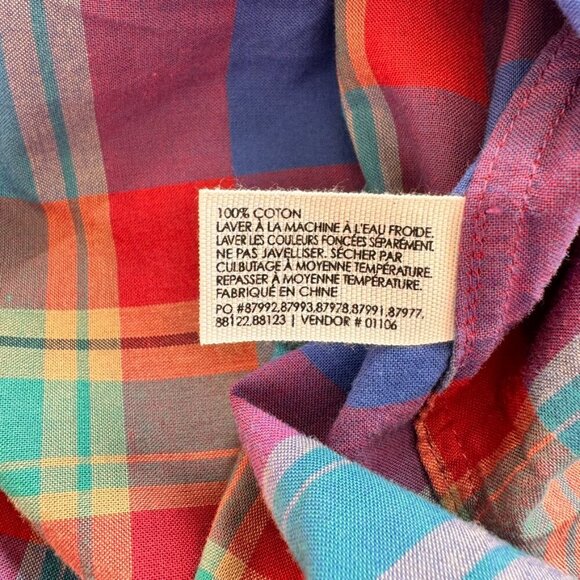 100% COTON
LAVER À LA MACHINE À L'EAU FROIDE.
LAVER LES COULEURS FONCÉES SÉPARÉMENT.
NE PAS JAVELLISER. SÉCHER PAR
CULBUTAGE À MOYENNE TEMPÉRATURE.
REPASSER À MOYENNE TEMPÉRATURE.
FABRIQUÉ EN CHINE
PO #87992,87993,87978,87991,87977,
88122,88123 | VENDOR # 01106